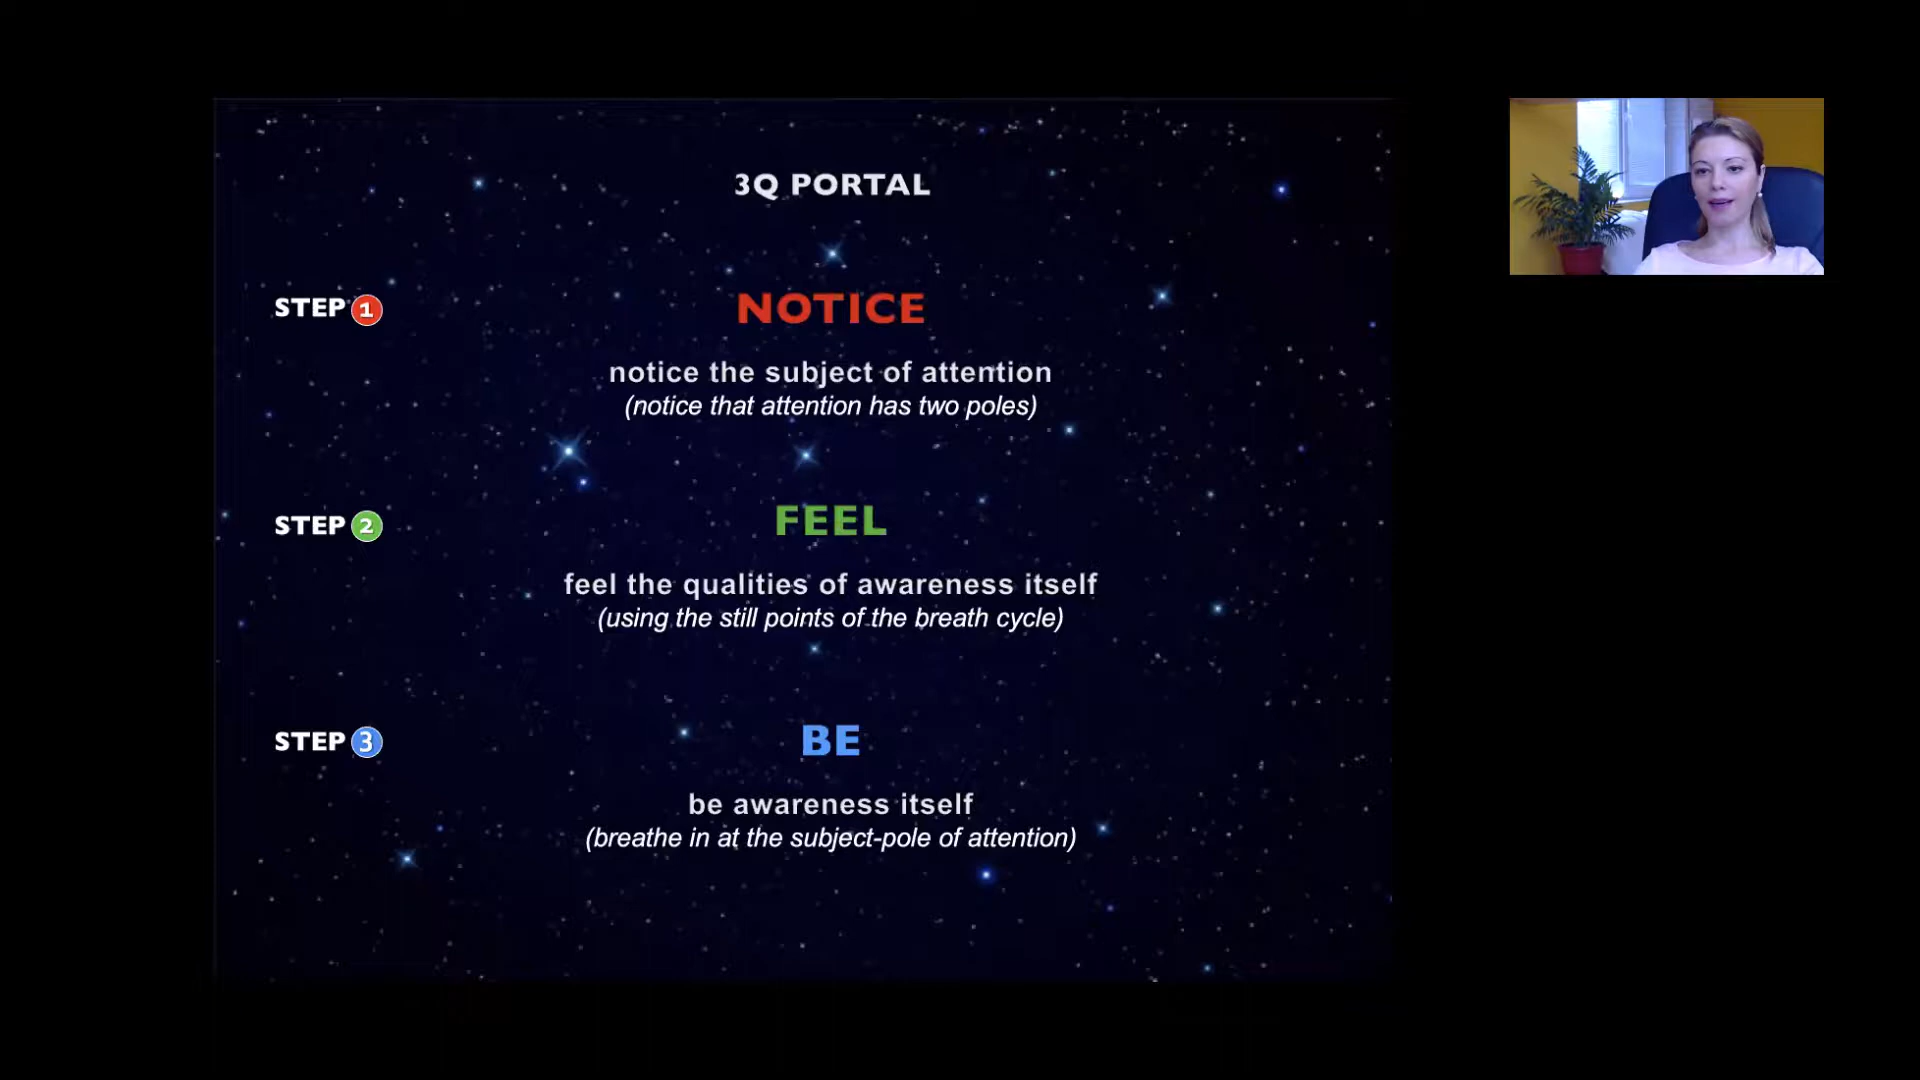 3Q PORTAL
STEP 1
NOTICE
notice the subject of attention
(notice that attention has two poles)
STEP 2
FEEL
feel the qualities of awareness itself
(using the still points of the breath cycle)
STEP 3
BE
be awareness itself
(breathe in at the subject-pole of attention)